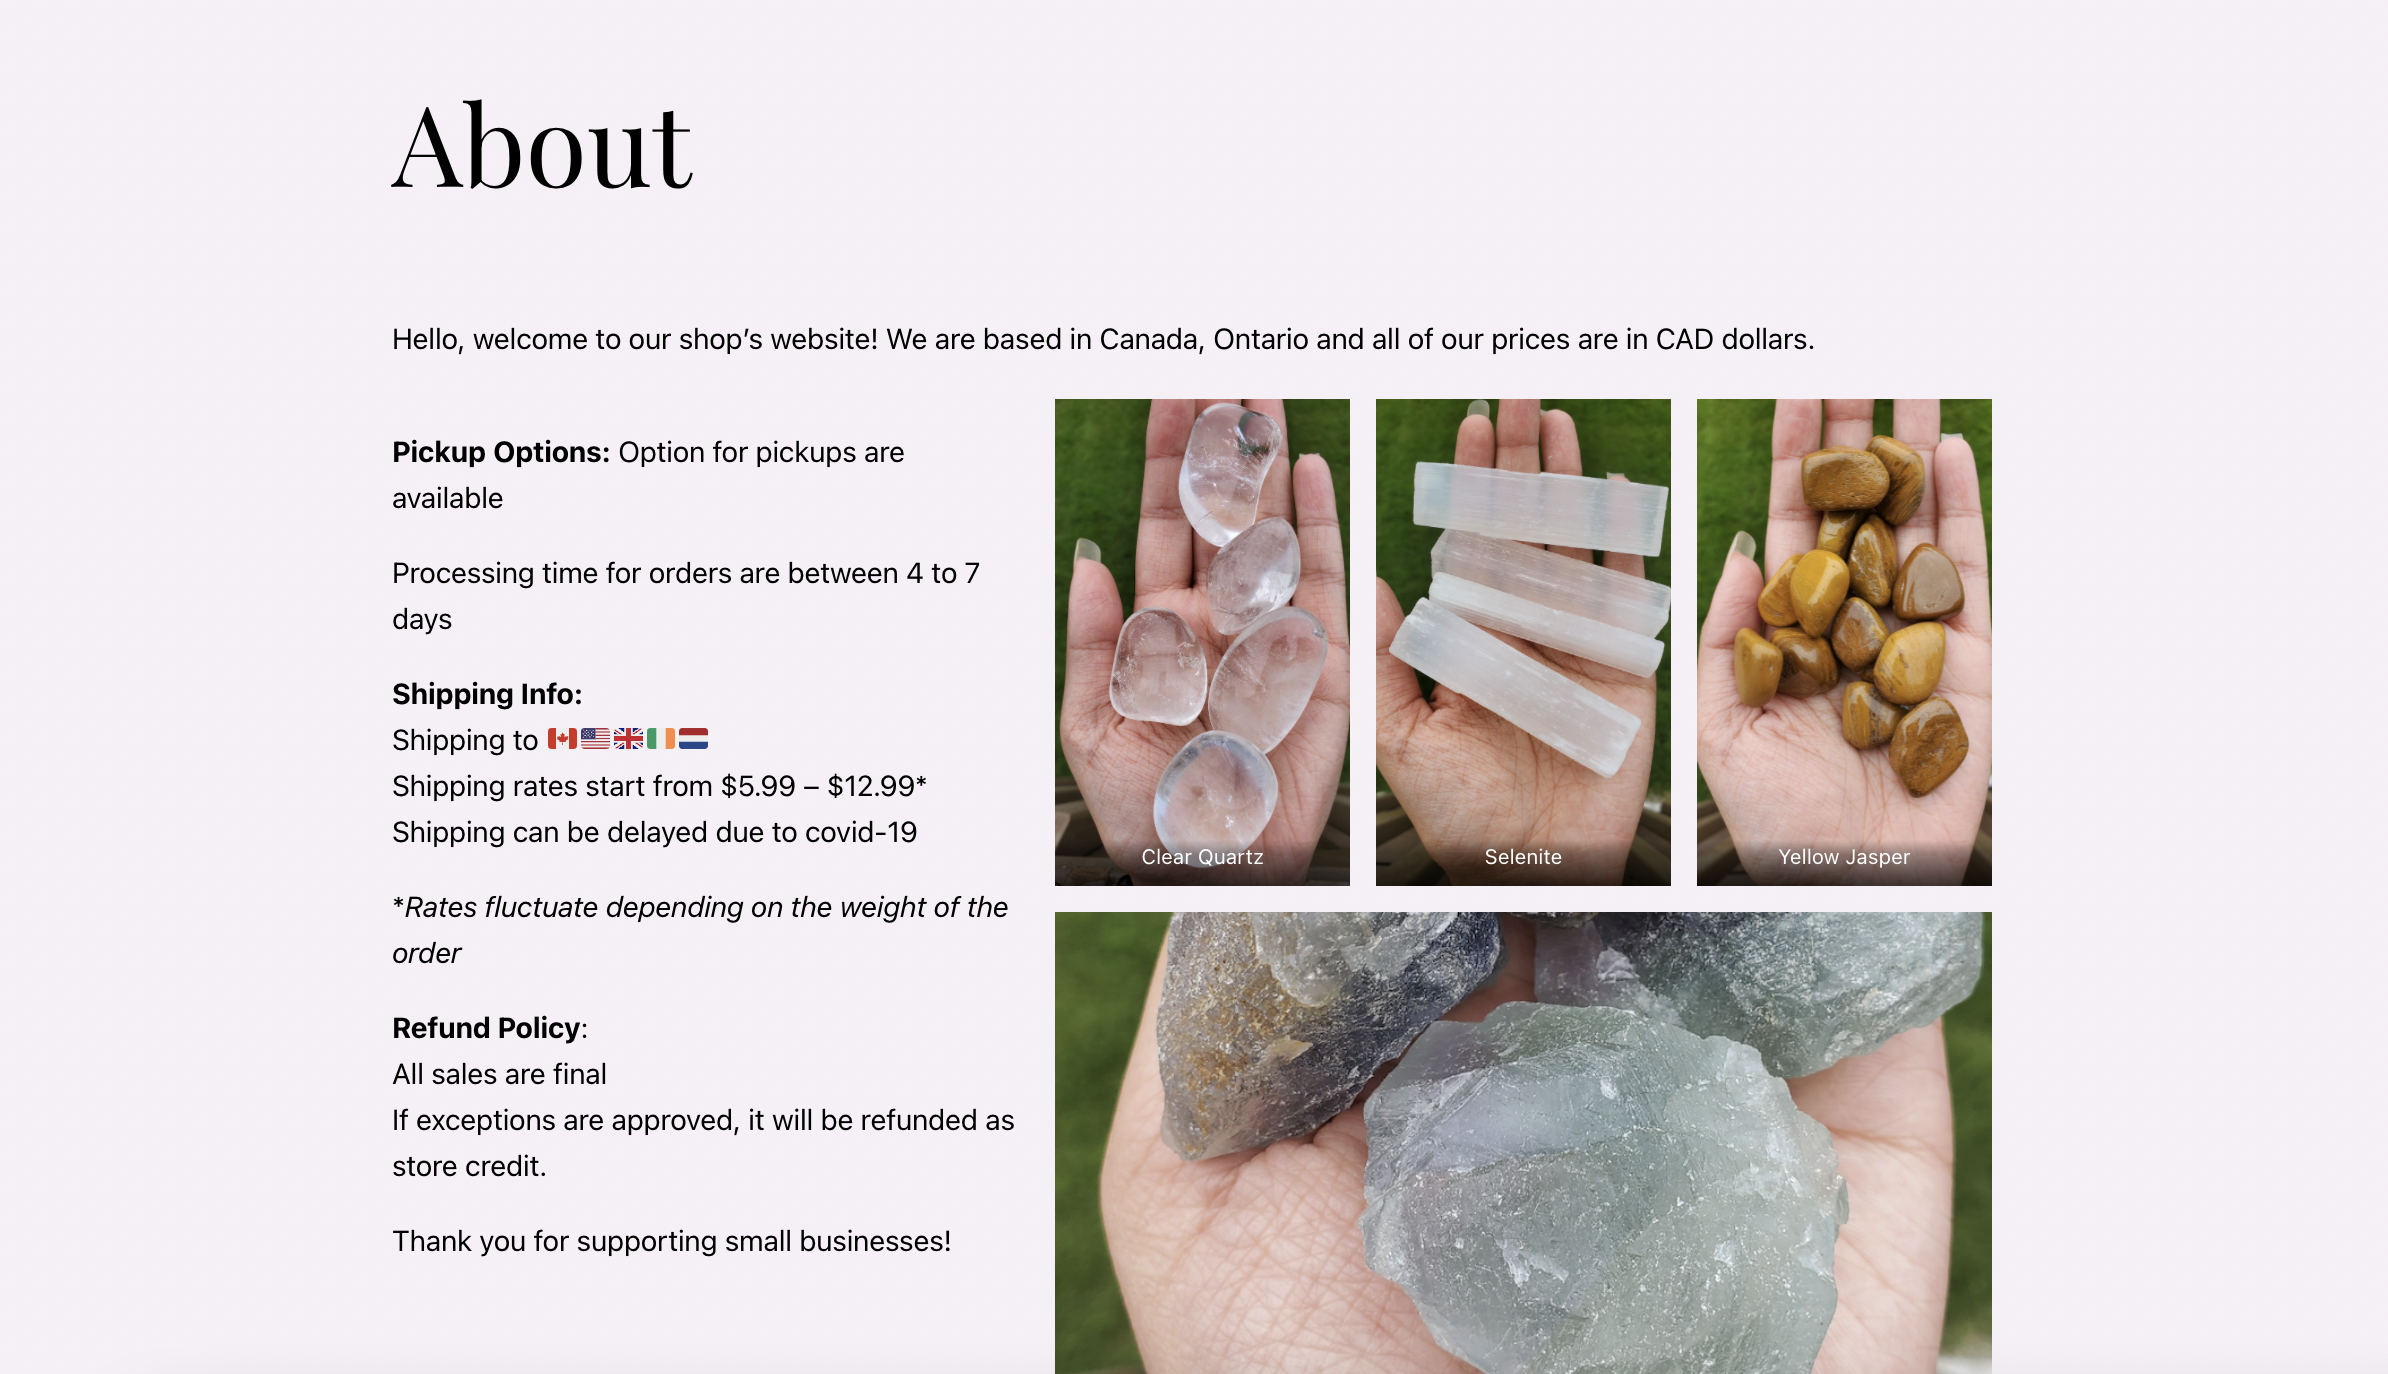 About
Hello, welcome to our shop’s website! We are based in Canada, Ontario and all of our prices are in CAD dollars.
Pickup Options: Option for pickups are
available
Processing time for orders are between 4 to 7
days
Shipping Info:
Shipping to 🇨🇦🇺🇸🇬🇧🇮🇪🇳🇱
Shipping rates start from $5.99 – $12.99*
Shipping can be delayed due to covid-19
*Rates fluctuate depending on the weight of the
order
Refund Policy:
All sales are final
If exceptions are approved, it will be refunded as
store credit.
Thank you for supporting small businesses!
Clear Quartz
Selenite
Yellow Jasper